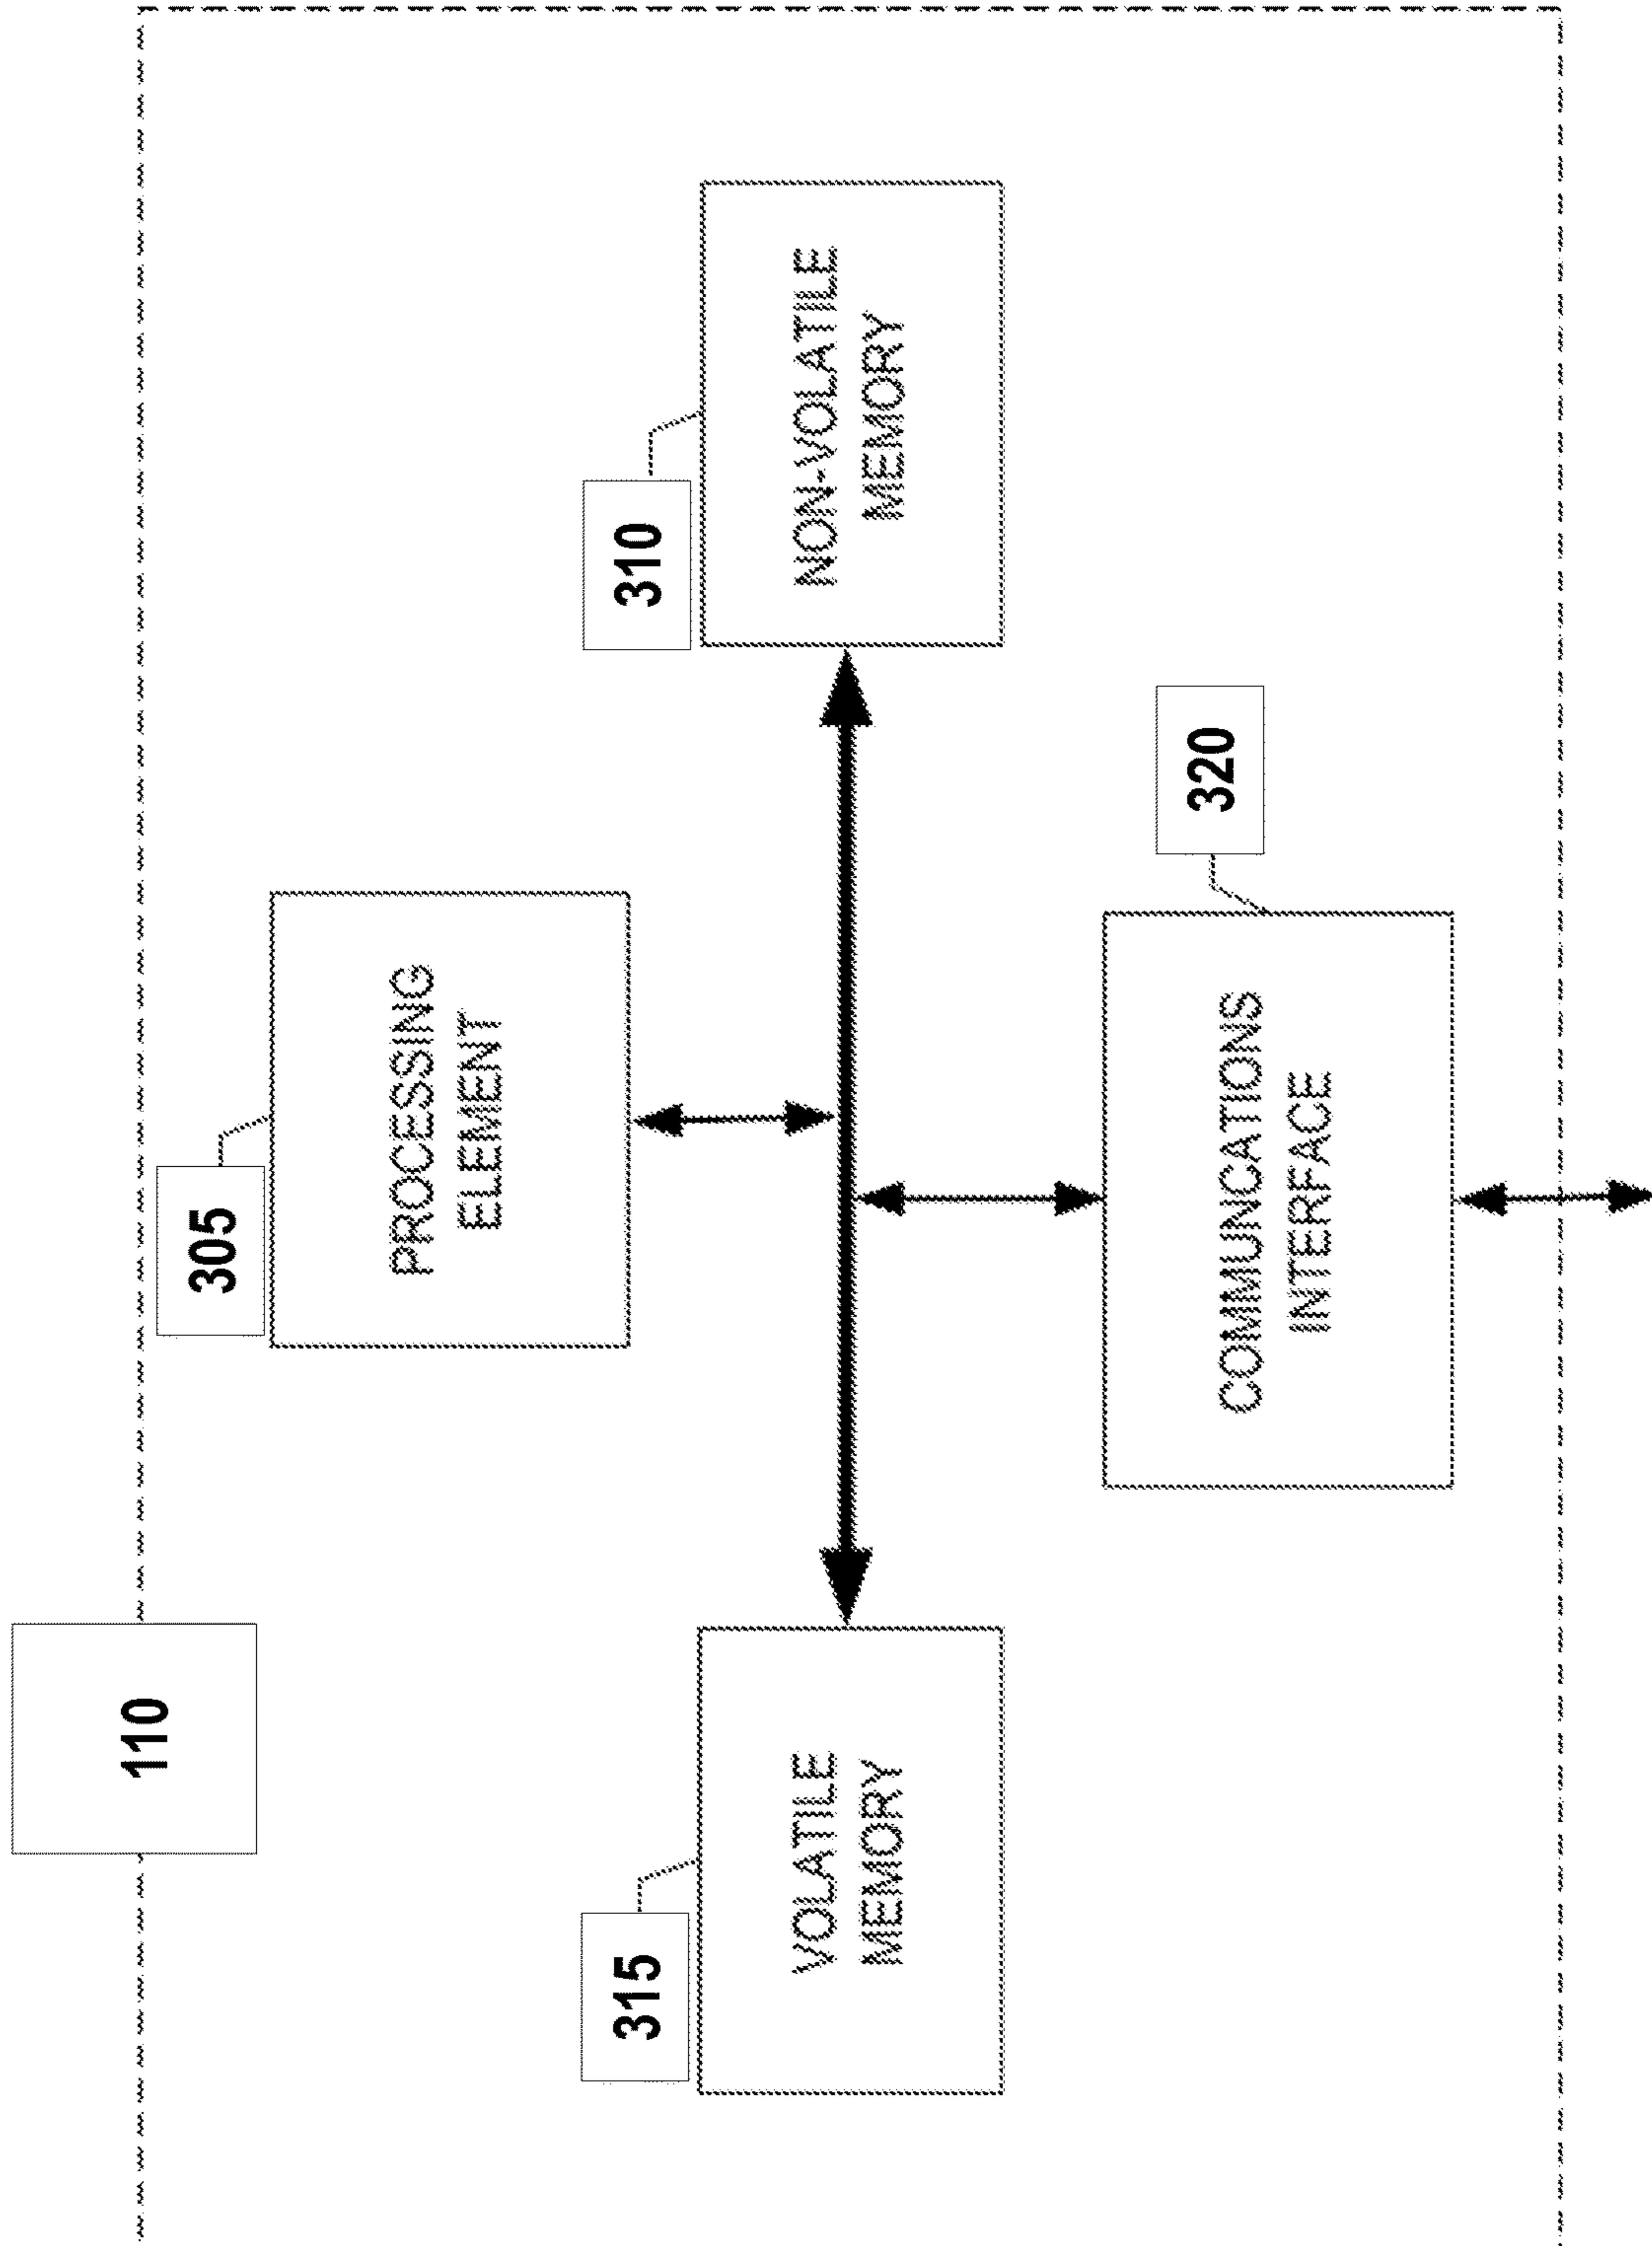 110
305
PROCESSING
ELEMENT
315
VOLATILE
MEMORY
310
NON-VOLATILE
MEMORY
320
COMMUNCATIONS
INTERFACE